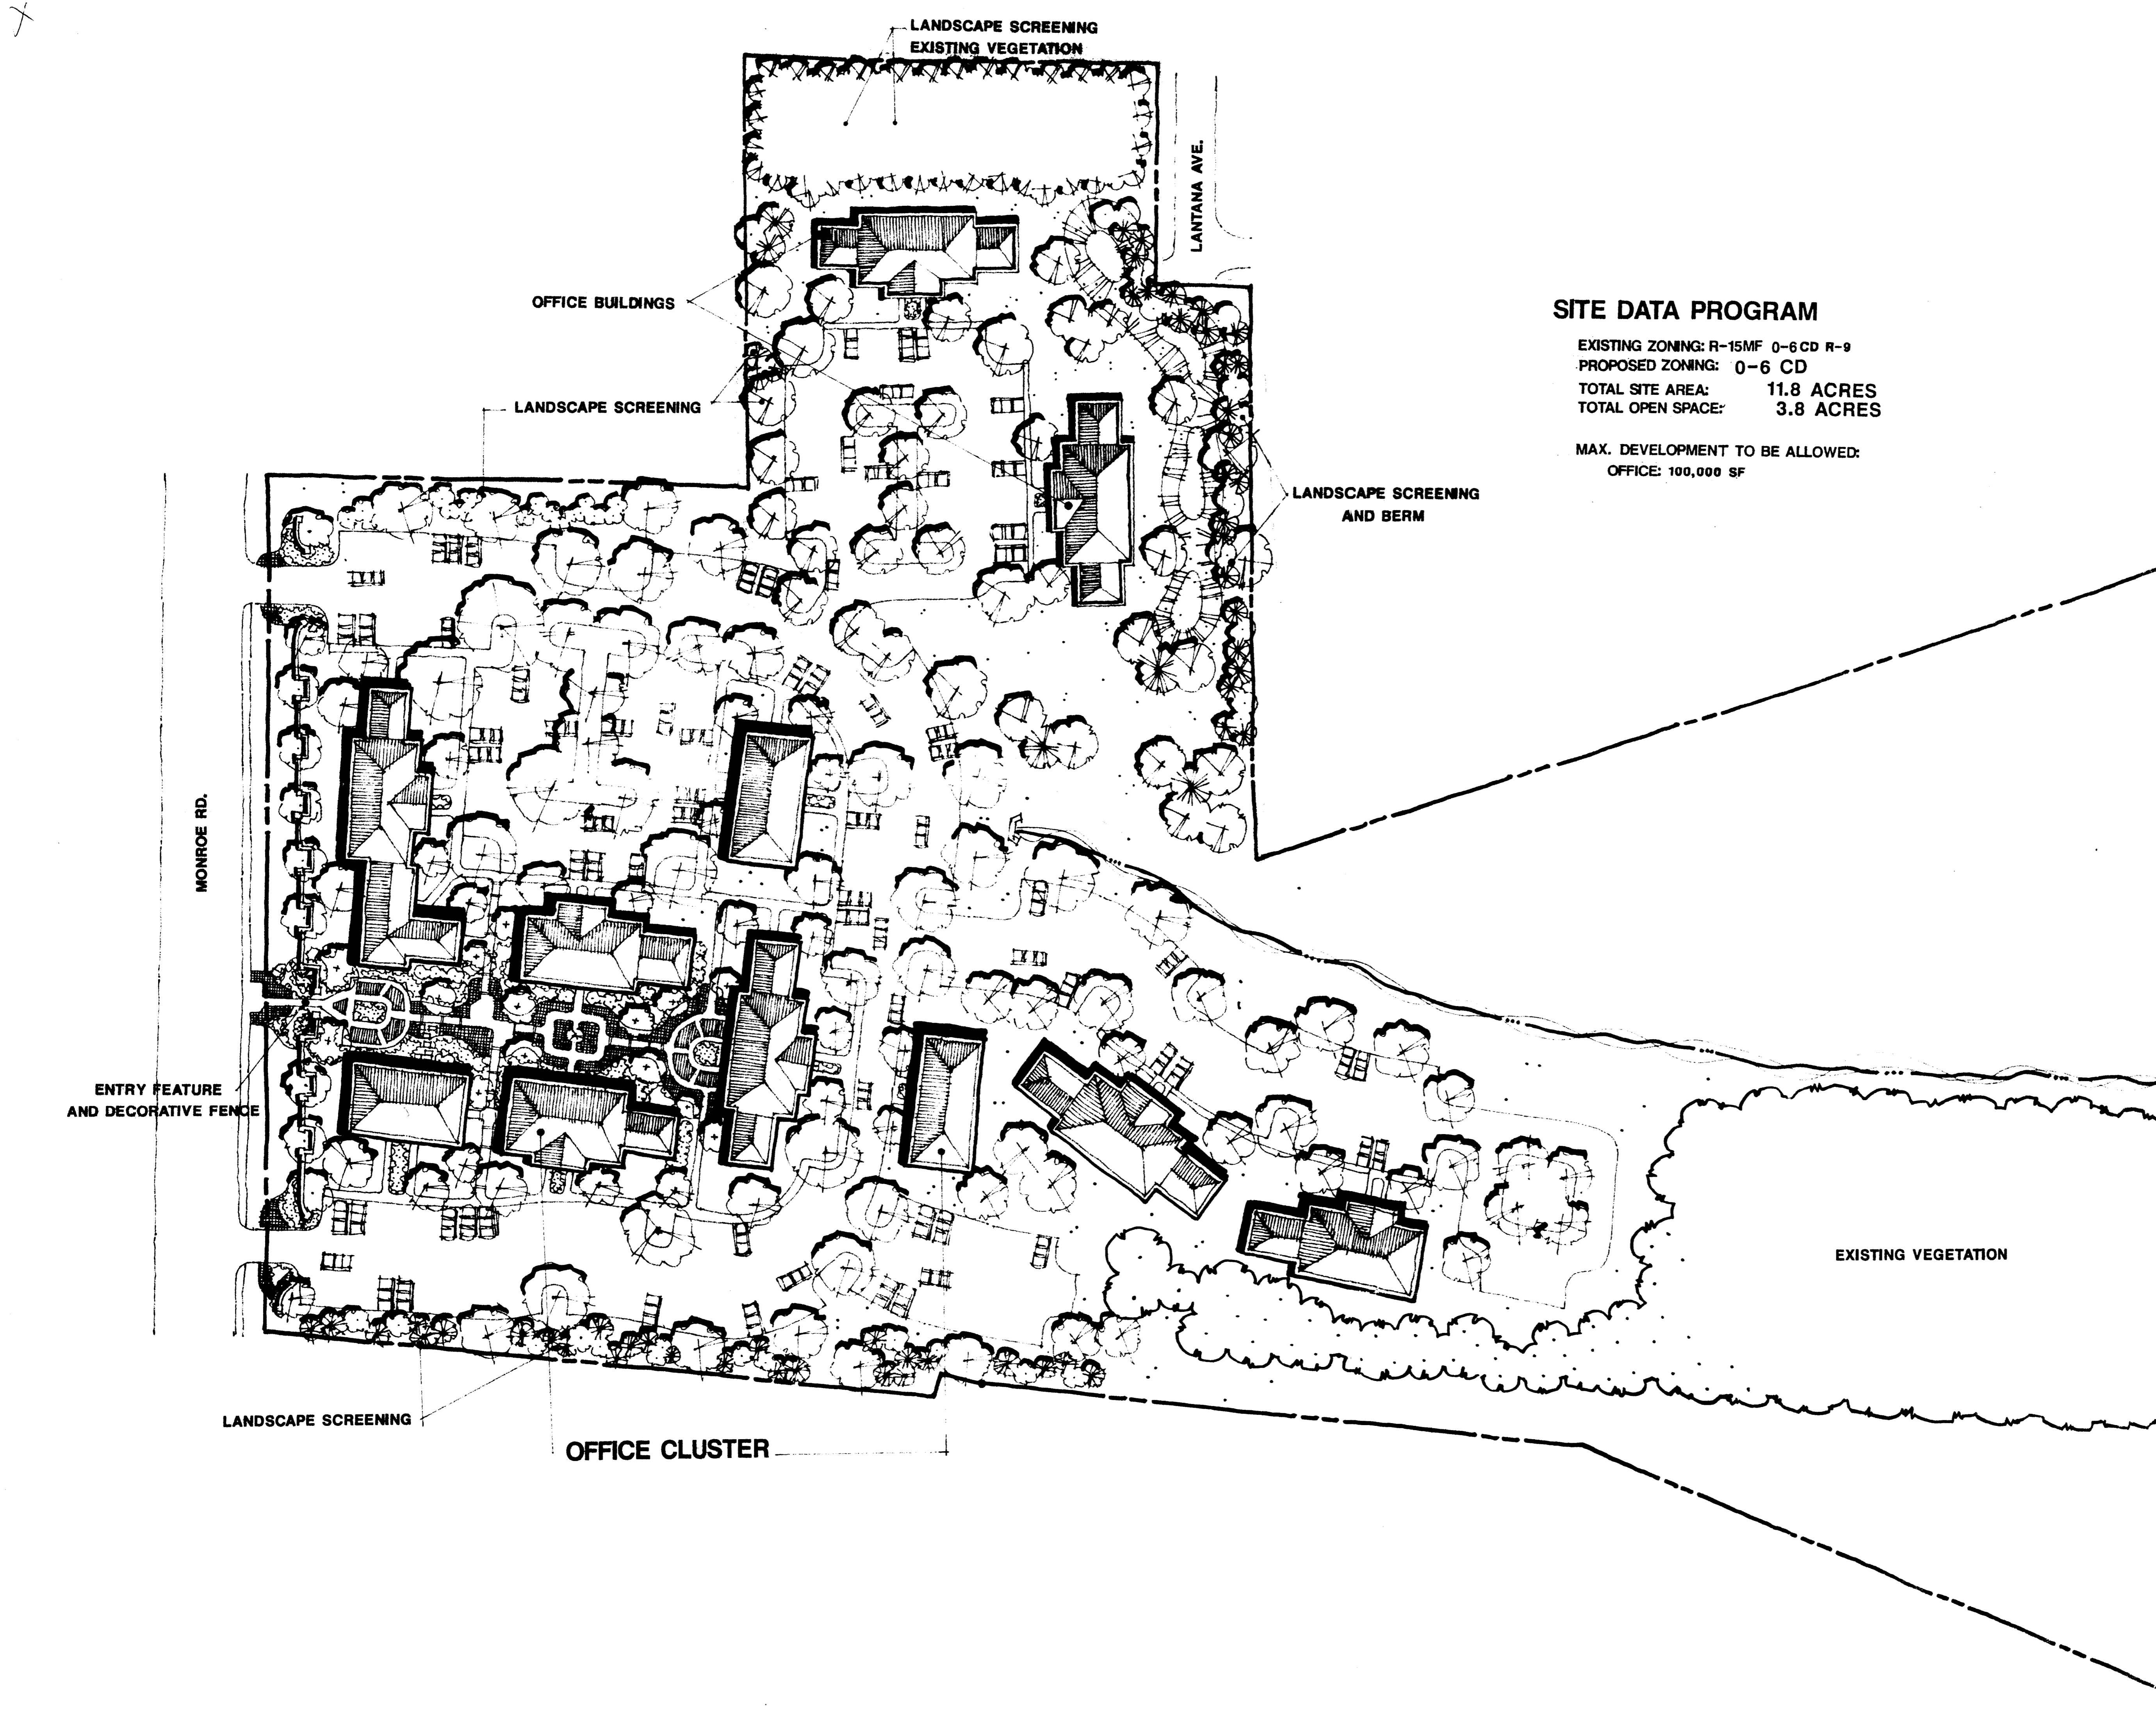 LANDSCAPE SCREENING
EXISTING VEGETATION
LANTANA AVE.
OFFICE BUILDINGS
SITE DATA PROGRAM
EXISTING ZONING: R-15MF 0-6 CD R-9
PROPOSED ZONING: 0-6 CD
TOTAL SITE AREA: 11.8 ACRES
TOTAL OPEN SPACE: 3.8 ACRES
MAX. DEVELOPMENT TO BE ALLOWED:
OFFICE: 100,000 SF
LANDSCAPE SCREENING
LANDSCAPE SCREENING
AND BERM
MONROE RD.
ENTRY FEATURE
AND DECORATIVE FENCE
EXISTING VEGETATION
LANDSCAPE SCREENING
OFFICE CLUSTER